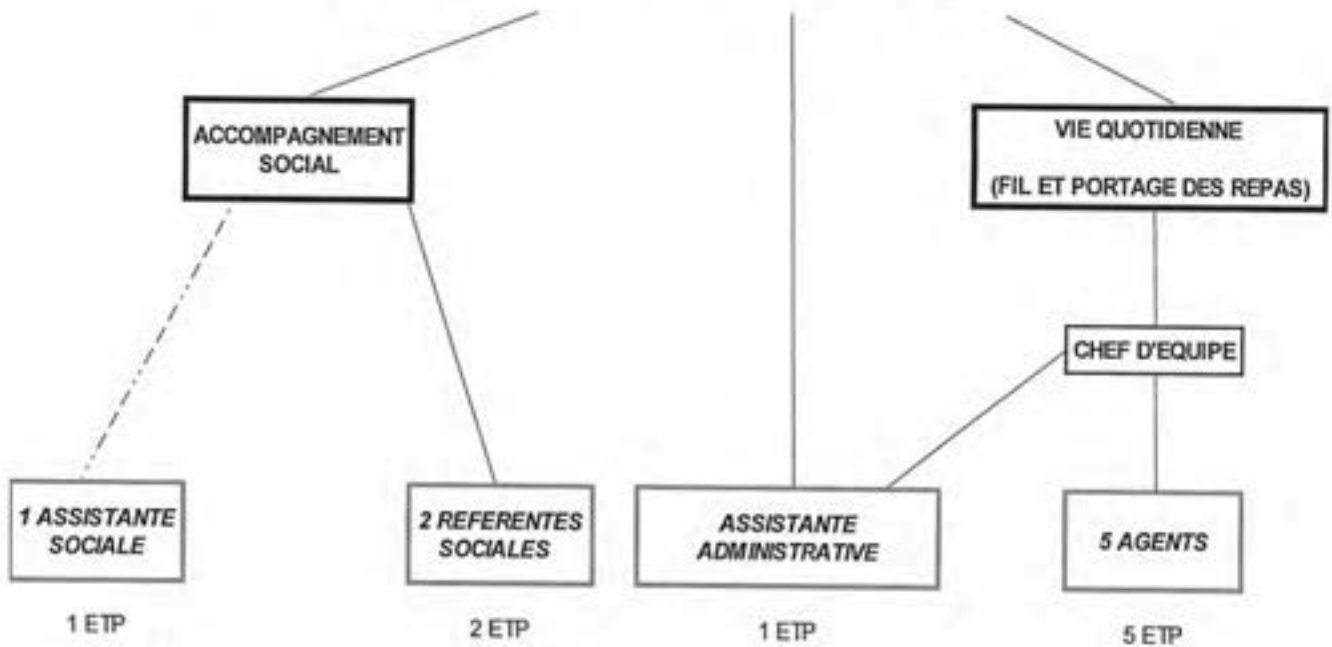 ACCOMPAGNEMENT
SOCIAL
VIE QUOTIDIENNE
(FIL ET PORTAGE DES REPAS)
CHEF D'EQUIPE
1 ASSISTANTE
SOCIALE
2 REFERENTES
SOCIALES
ASSISTANTE
ADMINISTRATIVE
5 AGENTS
1 ETP
2 ETP
1 ETP
5 ETP